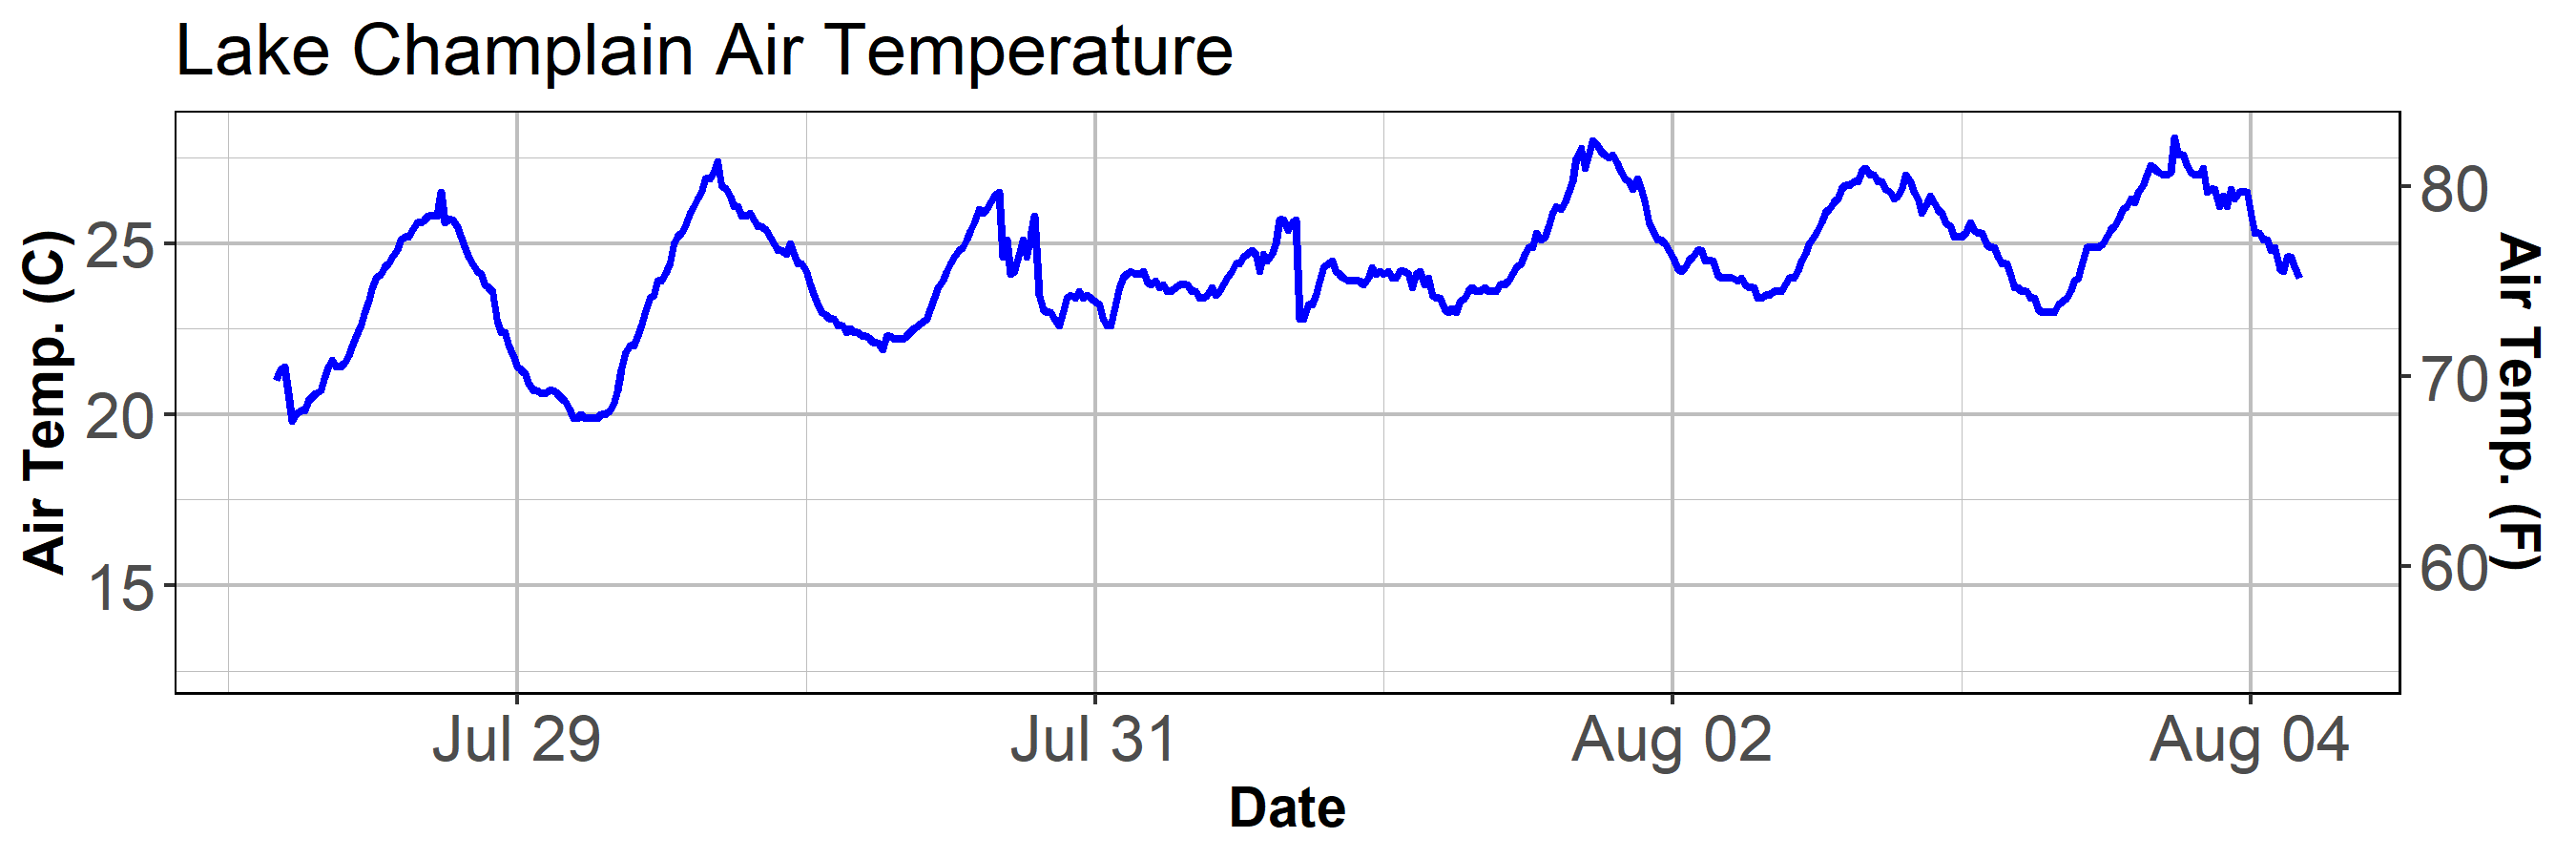 Lake Champlain Air Temperature
Air Temp. (C)
25
20
15
80
70
60
Air Temp. (F)
Jul 29
Jul 31
Aug 02
Aug 04
Date